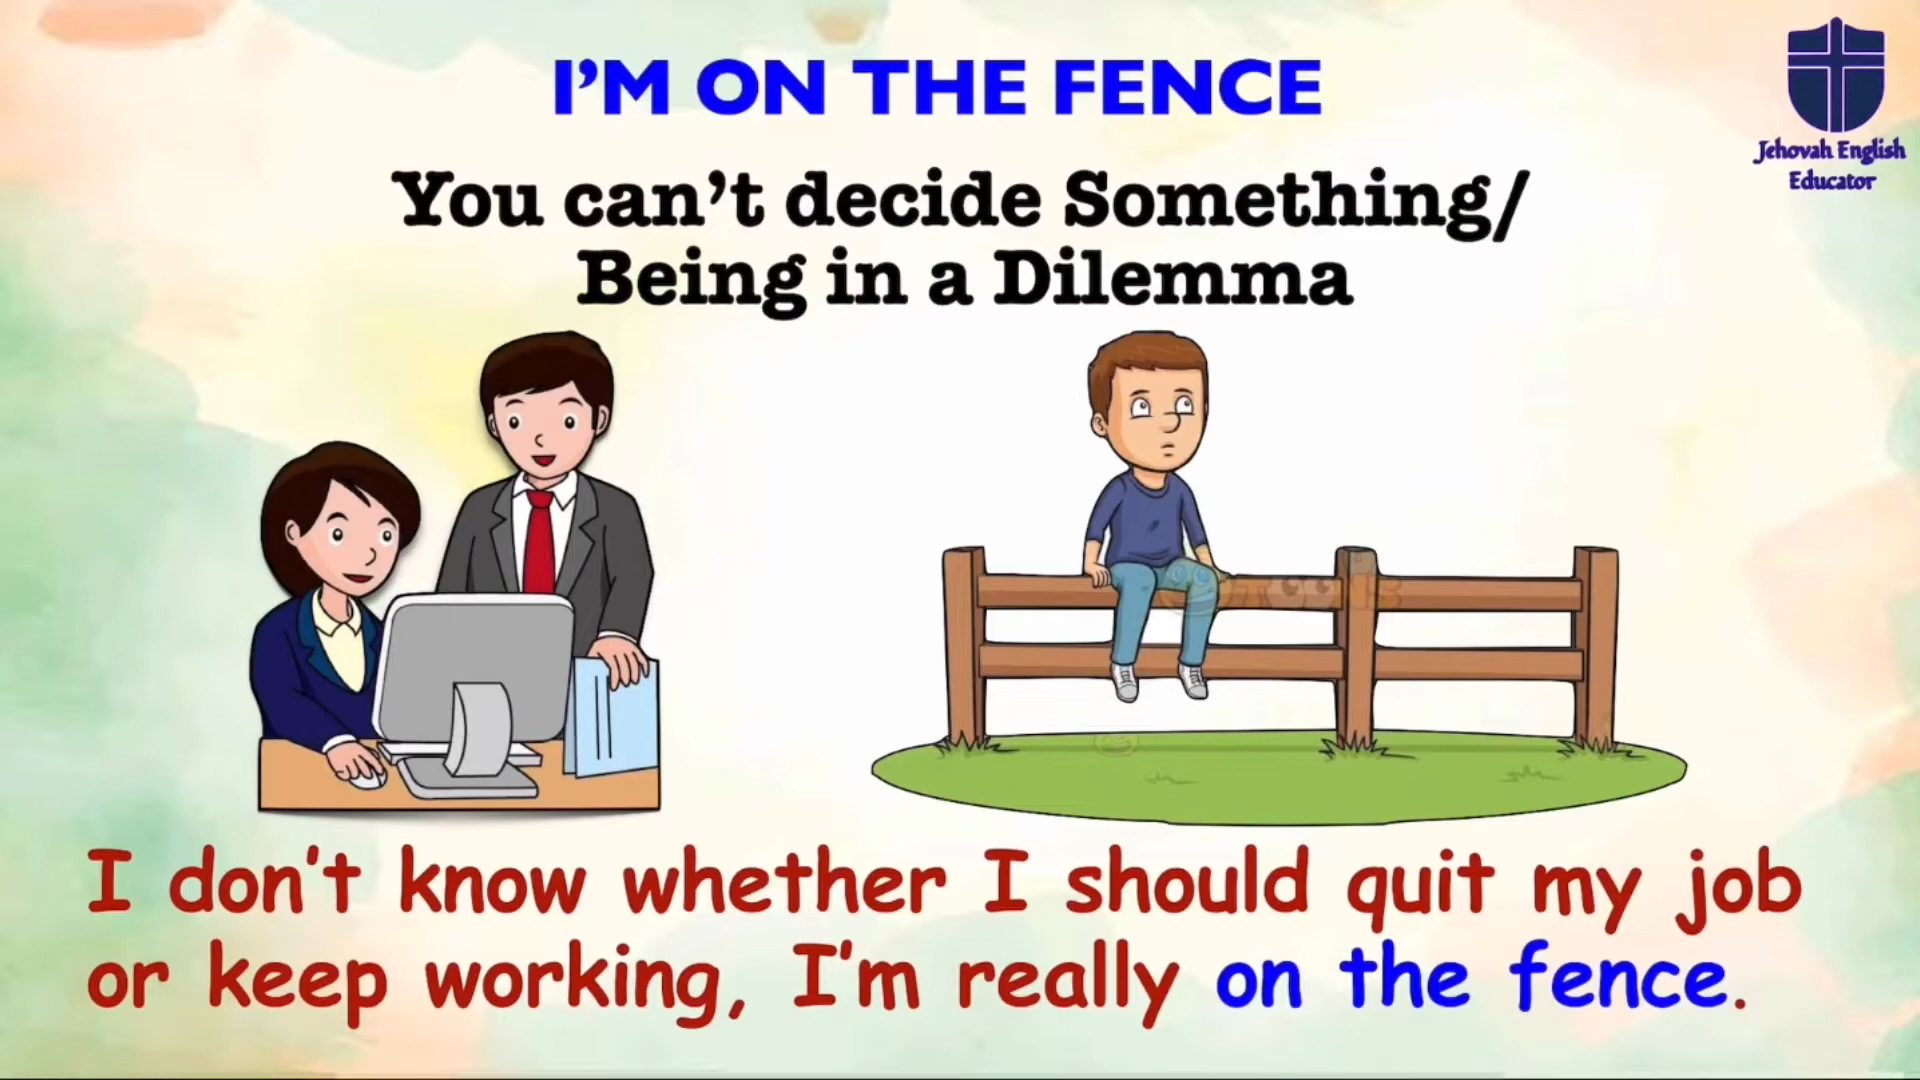 I'M ON THE FENCE
Jehovah English
Educator
You can't decide Something/
Being in a Dilemma
I don't know whether I should quit my job
or keep working, I'm really on the fence.